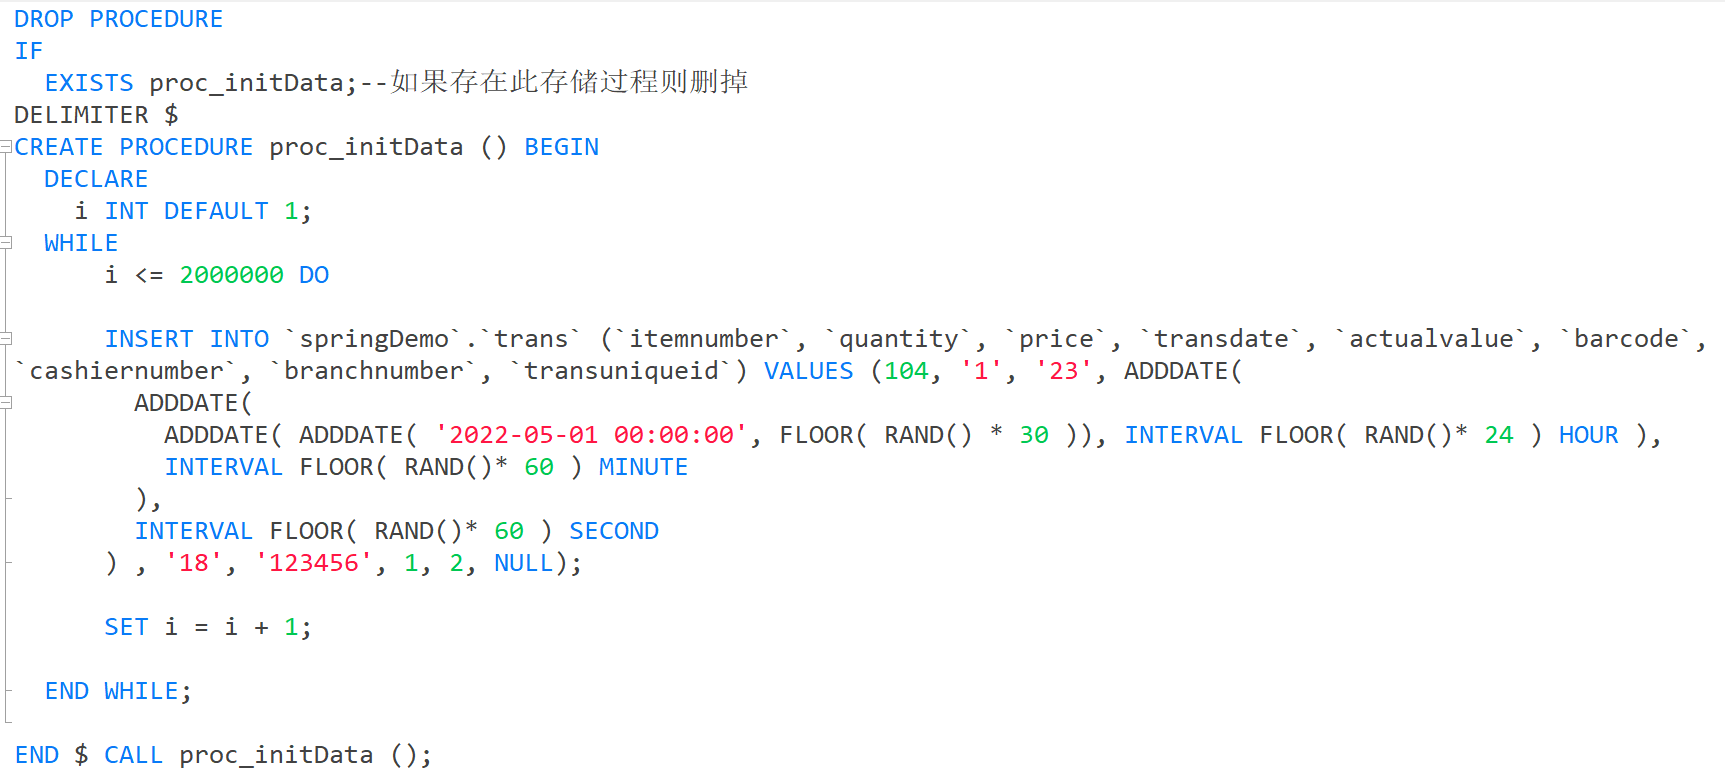 DROP PROCEDURE
IF
EXISTS proc_initData;--如果存在此存储过程则删掉
DELIMITER $
CREATE PROCEDURE proc_initData () BEGIN
DECLARE
i INT DEFAULT 1;
WHILE
i <= 2000000 DO
INSERT INTO `springDemo`.`trans` (`itemnumber`, `quantity`, `price`, `transdate`, `actualvalue`, `barcode`,
`cashiernumber`, `branchnumber`, `transuniqueid`) VALUES (104, '1', '23', ADDDATE(
ADDDATE(
ADDDATE( ADDDATE( '2022-05-01 00:00:00', FLOOR( RAND() * 30 )), INTERVAL FLOOR( RAND()* 24 ) HOUR ),
INTERVAL FLOOR( RAND()* 60 ) MINUTE
),
INTERVAL FLOOR( RAND()* 60 ) SECOND
) , '18', '123456', 1, 2, NULL);
SET i = i + 1;
END WHILE;
END $ CALL proc_initData ();